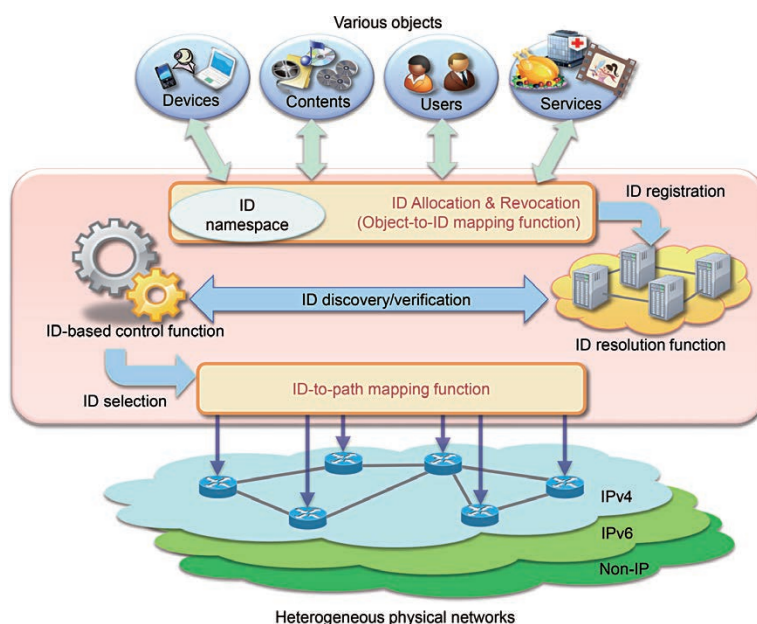 Various objects
Devices
Contents
Users
Services
ID
namespace
ID Allocation & Revocation
(Object-to-ID mapping function)
ID registration
ID discovery/verification
ID-based control function
ID resolution function
ID selection
ID-to-path mapping function
IPv4
IPv6
Non-IP
Heterogeneous physical networks